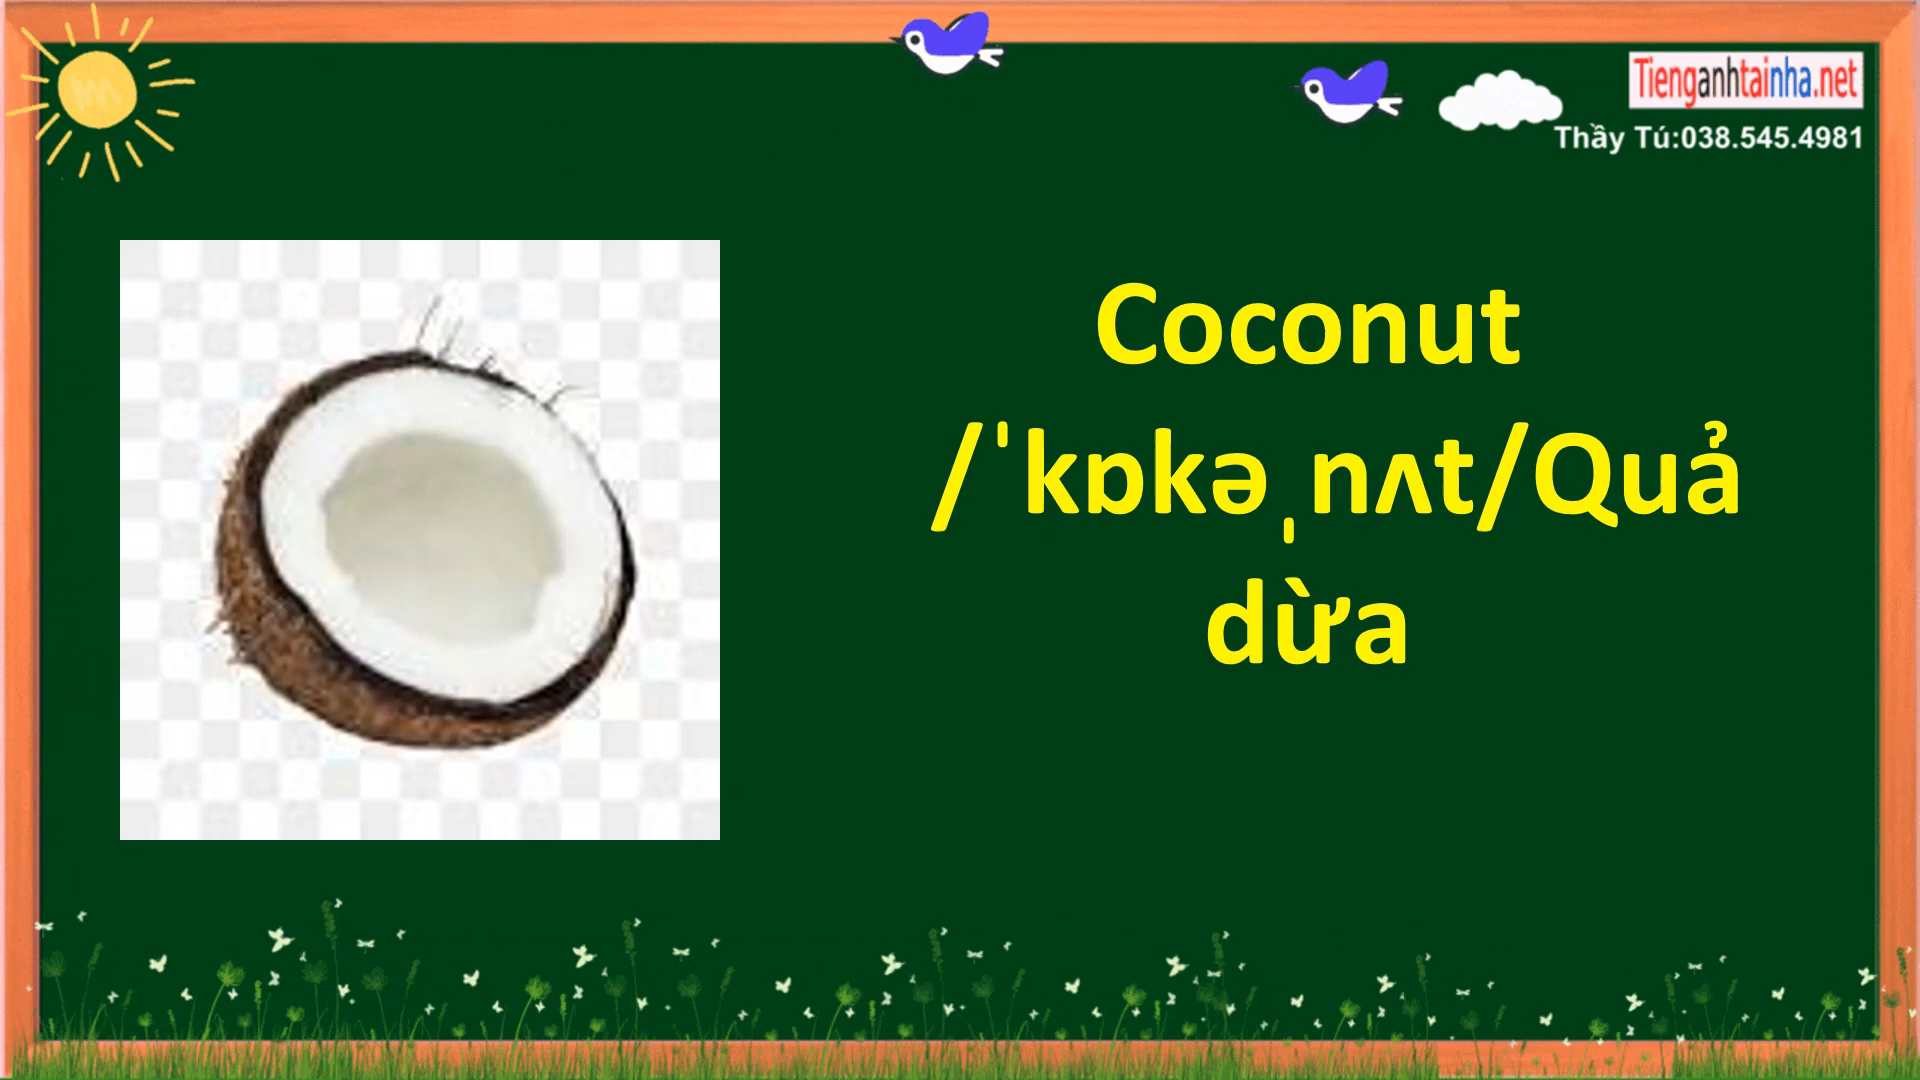 Tienganhtainha.net
Thầy Tú:038.545.4981
Coconut
/ˈkɒkəˌnʌt/Quả
dừa